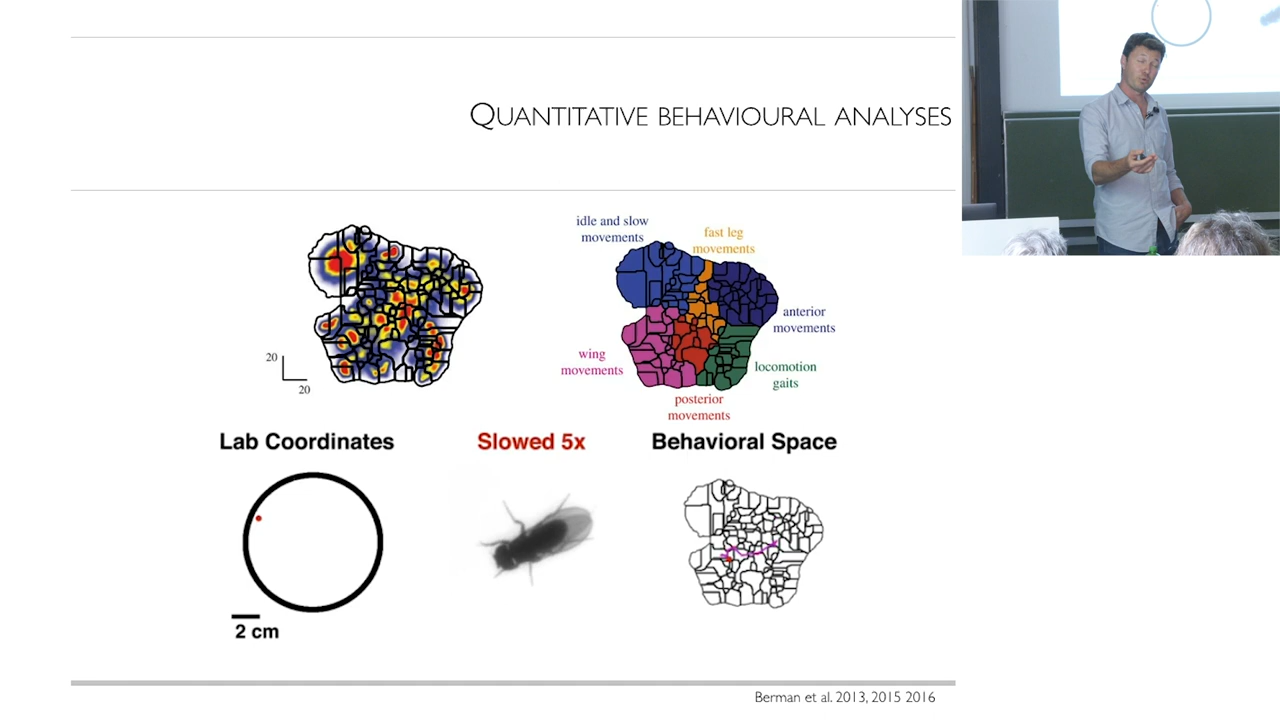 QUANTITATIVE BEHAVIOURAL ANALYSES
idle and slow
movements
fast leg
movements
anterior
movements
wing
movements
locomotion
gaits
posterior
movements
20
20
Lab Coordinates
Slowed 5x
Behavioral Space
2 cm
Berman et al. 2013, 2015 2016